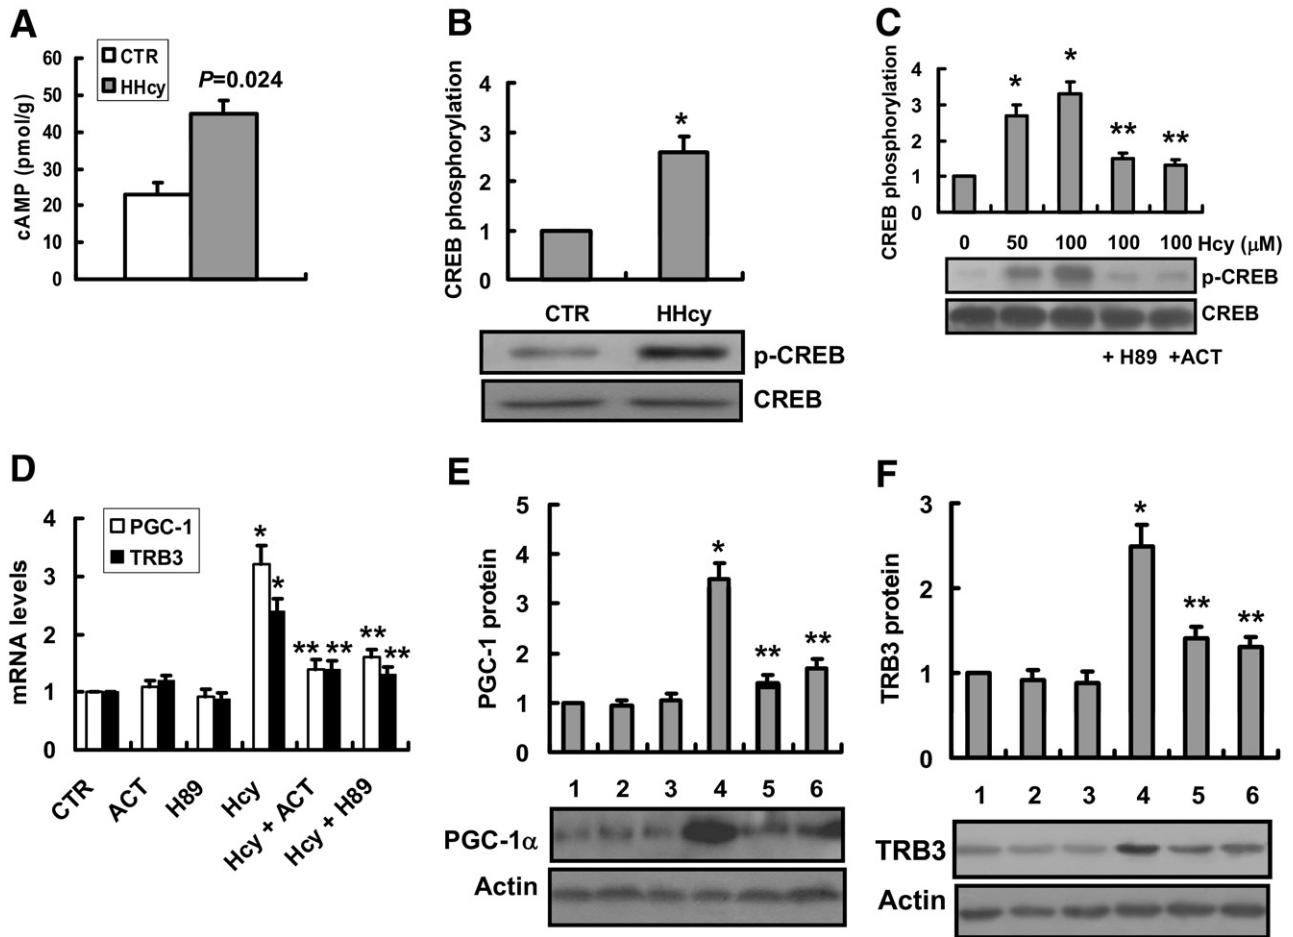 A
CTR
HHcy
P=0.024
cAMP (pmol/g)
60
50
40
30
20
10
0
B
CREB phosphorylation
4
3
2
1
0
*
CTR HHcy
p-CREB
CREB
C
CREB phosphorylation
4
3
2
1
0
* * ** **
0 50 100 100 100 Hcy (μM)
p-CREB
CREB
+ H89 +ACT
D
PGC-1
TRB3
mRNA levels
4
3
2
1
0
* * ** ** ** **
CTR
ACT
H89
Hcy
Hcy + ACT
Hcy + H89
E
PGC-1 protein
5
4
3
2
1
0
* ** **
1 2 3 4 5 6
PGC-1α
Actin
F
TRB3 protein
3
2
1
0
* ** **
1 2 3 4 5 6
TRB3
Actin